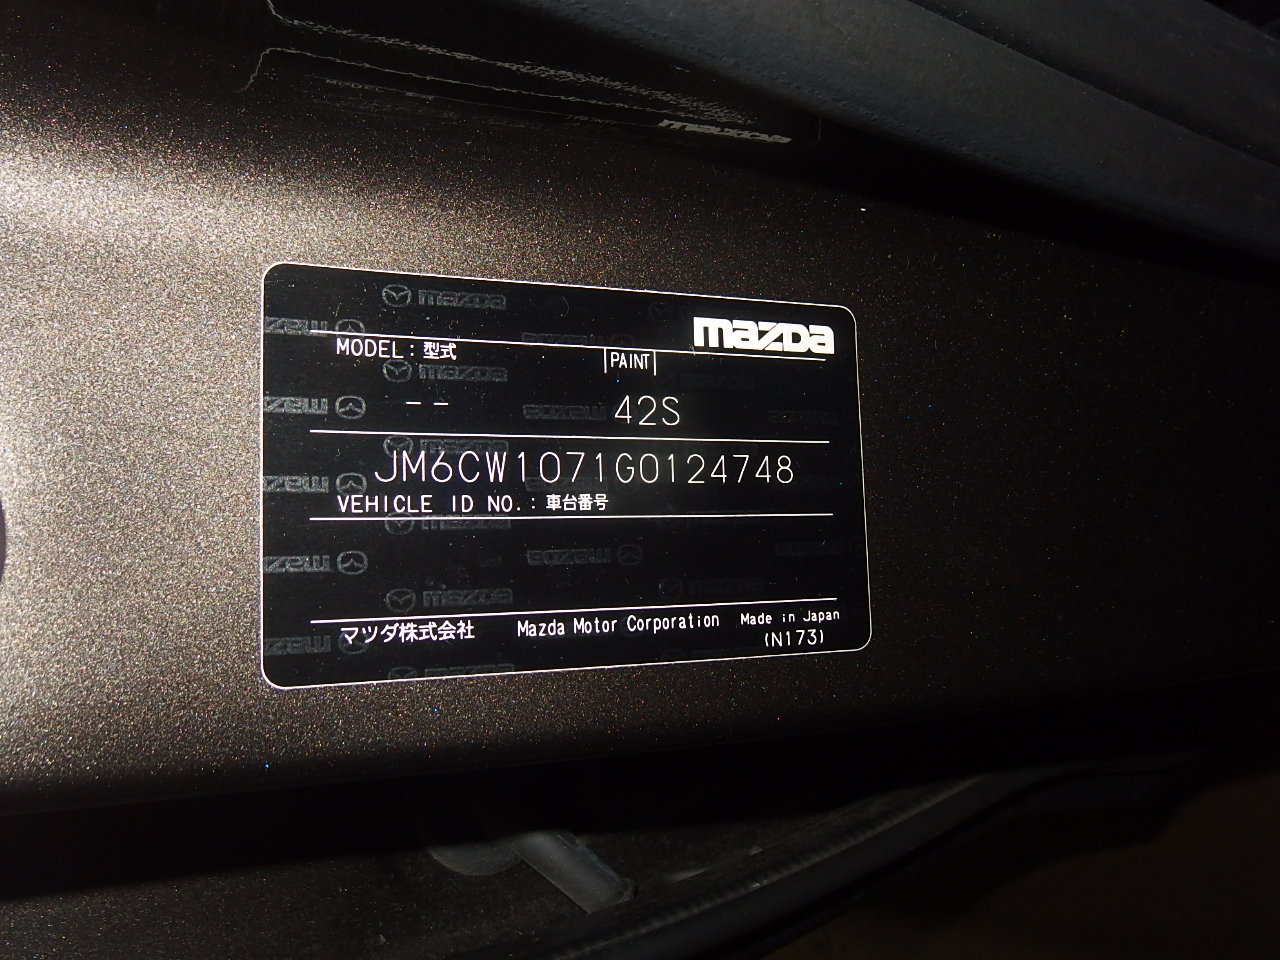 mazda
MODEL : 型式
PAINT
--
42S
JM6CW1071G0124748
VEHICLE ID NO. : 車台番号
マツダ株式会社 Mazda Motor Corporation Made in Japan
(N173)